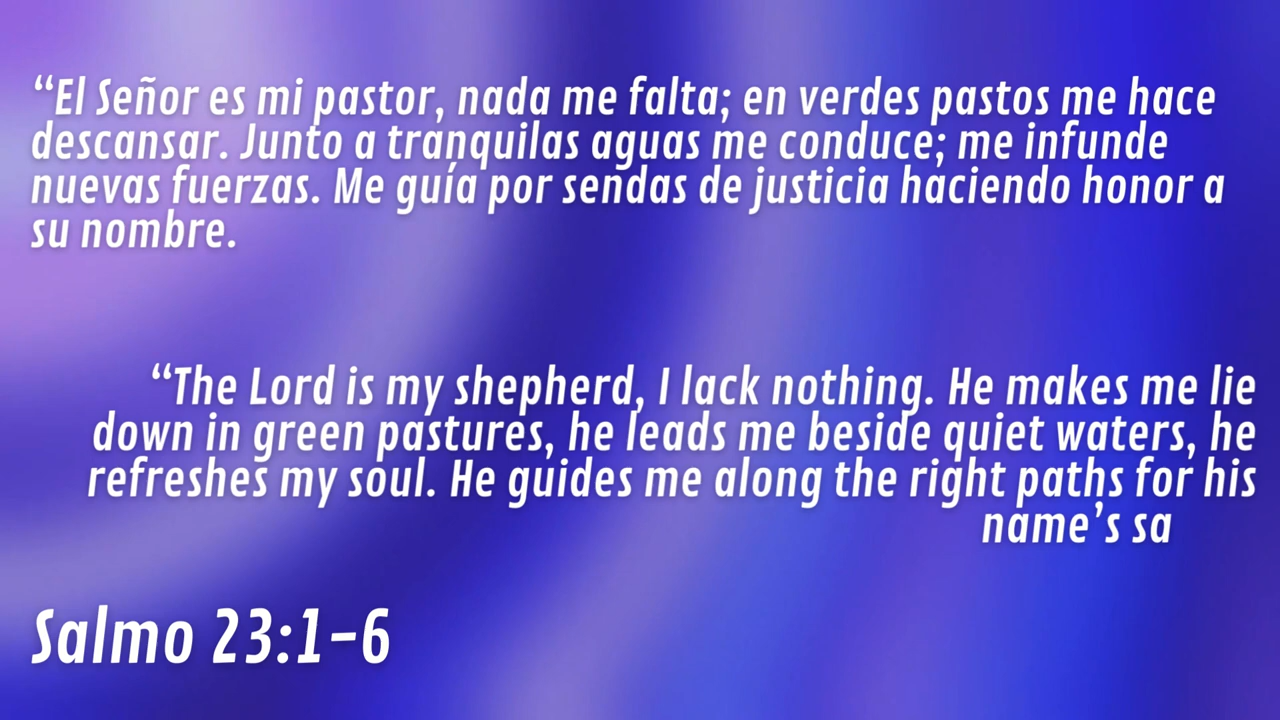 “El Señor es mi pastor, nada me falta; en verdes pastos me hace
descansar. Junto a tranquilas aguas me conduce; me infunde
nuevas fuerzas. Me guía por sendas de justicia haciendo honor a
su nombre.
“The Lord is my shepherd, I lack nothing. He makes me lie
down in green pastures, he leads me beside quiet waters, he
refreshes my soul. He guides me along the right paths for his
name’s sa
Salmo 23:1-6